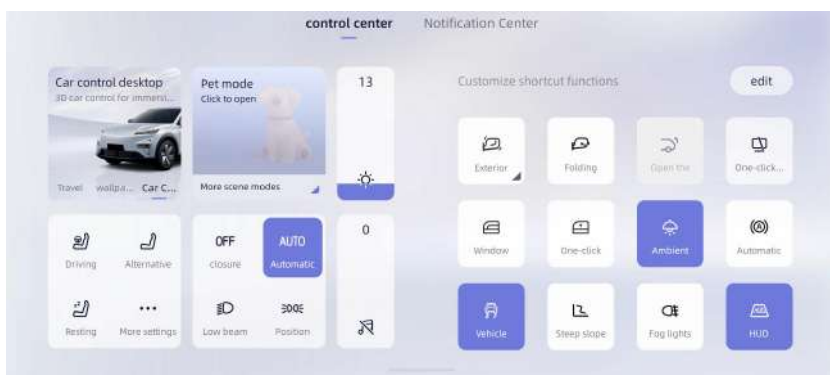 control center
Notification Center
Car control desktop
3D car control for immersi...
Travel
wallpa...
Car C...
Pet mode
Click to open
More scene modes
13
Customize shortcut functions
edit
Exterior
Folding
Open the
One-click...
Driving
Alternative
Resting
More settings
OFF
closure
AUTO
Automatic
Low beam
Position
0
Window
One-click
Ambient
Automatic
Vehicle
Steep slope
Fog lights
HUD